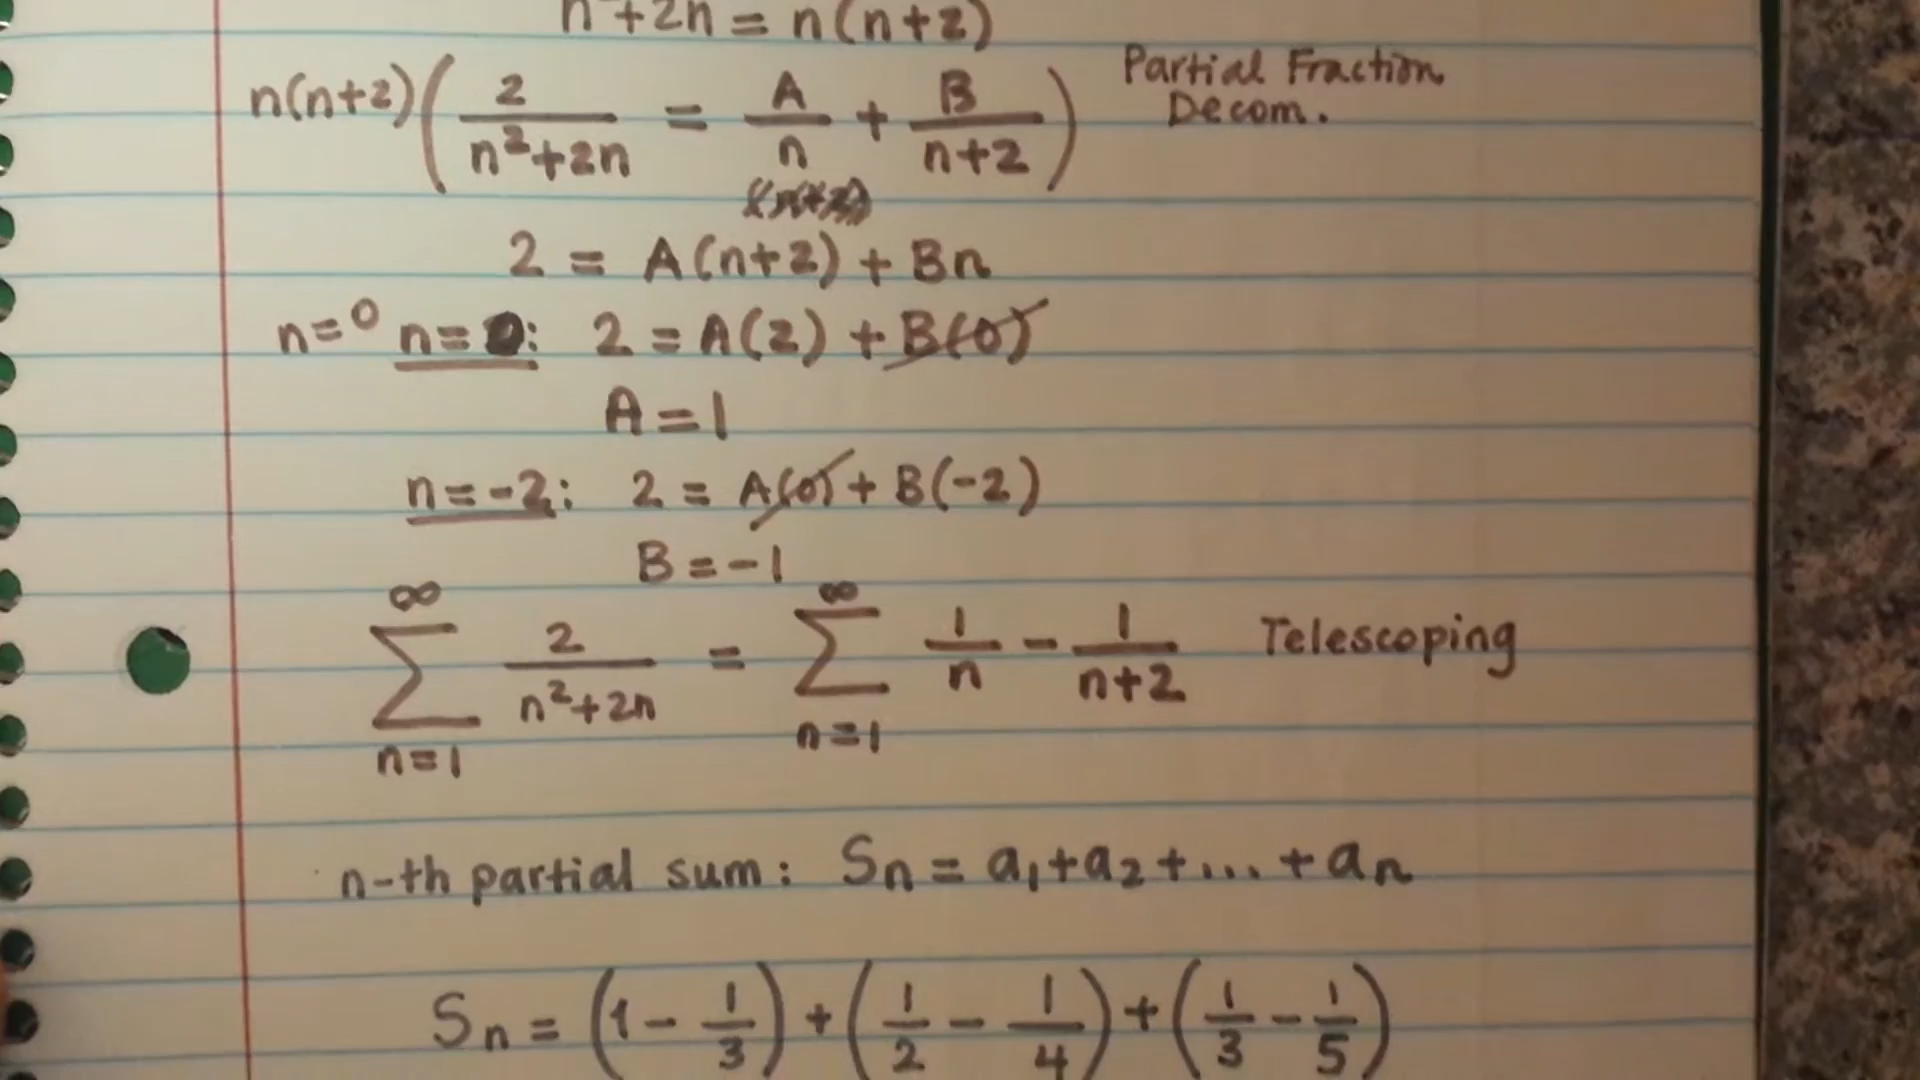 n²+2n = n(n+2)
n(n+2)( 2/(n²+2n) = A/n + B/(n+2) ) Partial Fraction Decom.
2 = A(n+2) + Bn
n=0 n=0: 2 = A(2) + B(0)
A = 1
n=-2: 2 = A(0) + B(-2)
B = -1
∞∑n=1 2/(n²+2n) = ∞∑n=1 1/n - 1/(n+2) Telescoping
n-th partial sum: Sn = a₁+a₂+...+an
Sn = (1 - 1/3) + (1/2 - 1/4) + (1/3 - 1/5)